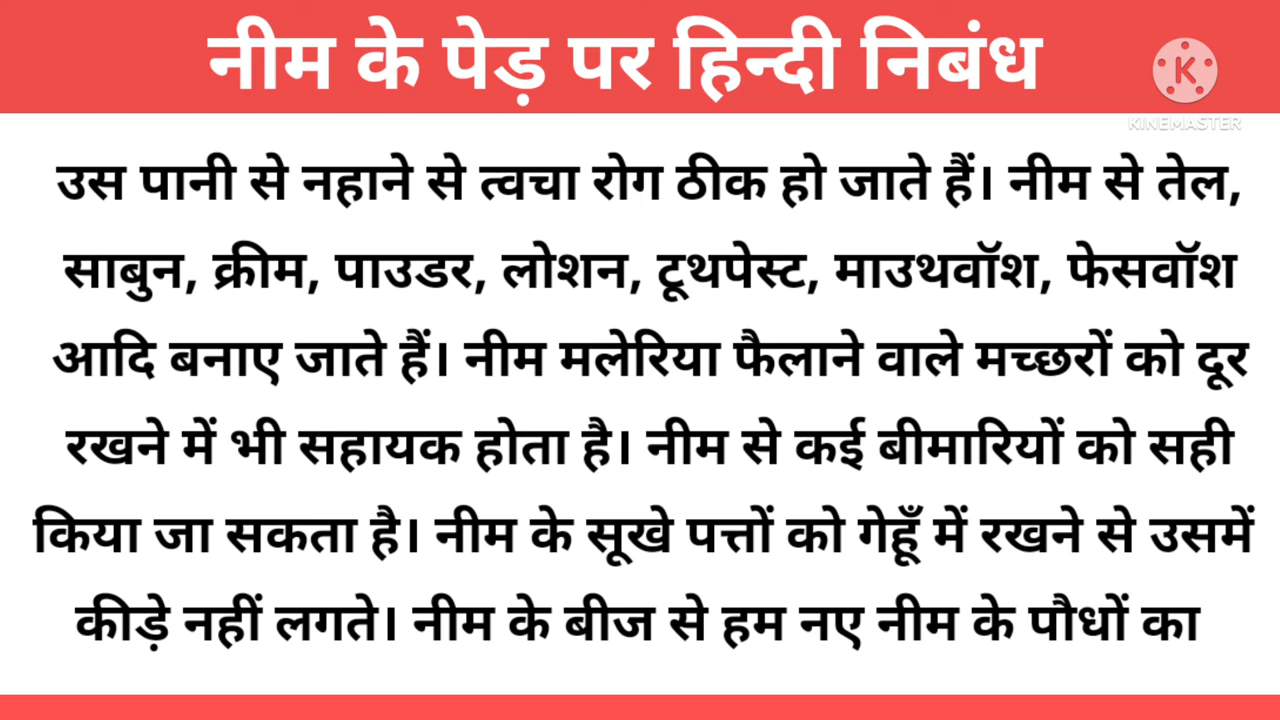 नीम के पेड़ पर हिन्दी निबंध
K
KINEMASTER
उस पानी से नहाने से त्वचा रोग ठीक हो जाते हैं। नीम से तेल,
साबुन, क्रीम, पाउडर, लोशन, टूथपेस्ट, माउथवॉश, फेसवॉश
आदि बनाए जाते हैं। नीम मलेरिया फैलाने वाले मच्छरों को दूर
रखने में भी सहायक होता है। नीम से कई बीमारियों को सही
किया जा सकता है। नीम के सूखे पत्तों को गेहूँ में रखने से उसमें
कीड़े नहीं लगते। नीम के बीज से हम नए नीम के पौधों का